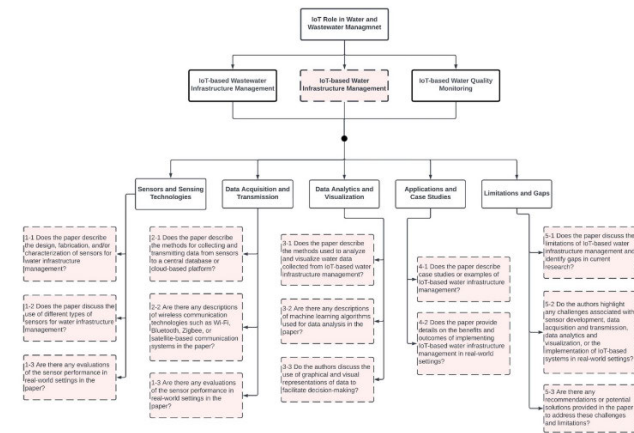 IoT Role in Water and
Wastewater Managmnet
IoT-based Wastewater
Infrastructure Management
IoT-based Water
Infrastructure Management
IoT-based Water Quality
Monitoring
Sensors and Sensing
Technologies
Data Acquisition and
Transmission
Data Analytics and
Visualization
Applications and
Case Studies
Limitations and Gaps
1-1 Does the paper describe
the design, fabrication, and/or
characterization of sensors for
water infrastructure
management?
1-2 Does the paper discuss the
use of different types of
sensors for water infrastructure
management?
1-3 Are there any evaluations
of the sensor performance in
real-world settings in the
paper?
2-1 Does the paper describe
the methods for collecting and
transmitting data from sensors
to a central database or
cloud-based platform?
2-2 Are there any descriptions
of wireless communication
technologies such as Wi-Fi,
Bluetooth, Zigbee, or
satellite-based communication
systems in the paper?
1-3 Are there any evaluations
of the sensor performance in
real-world settings in the
paper?
3-1 Does the paper describe
the methods used to analyze
and visualize water data
collected from IoT-based water
infrastructure management?
3-2 Are there any descriptions
of machine learning algorithms
used for data analysis in the
paper?
3-3 Do the authors discuss the
use of graphical and visual
representations of data to
facilitate decision-making?
4-1 Does the paper describe
case studies or examples of
IoT-based water infrastructure
management?
4-2 Does the paper provide
details on the benefits and
outcomes of implementing
IoT-based water infrastructure
management in real-world
settings?
5-1 Does the paper discuss the
limitations of IoT-based water
infrastructure management and
identify gaps in current
research?
5-2 Do the authors highlight
any challenges associated with
sensor development, data
acquisition and transmission,
data analytics and
visualization, or the
implementation of IoT-based
systems in real-world settings?
5-3 Are there any
recommendations or potential
solutions provided in the paper
to address these challenges
and limitations?